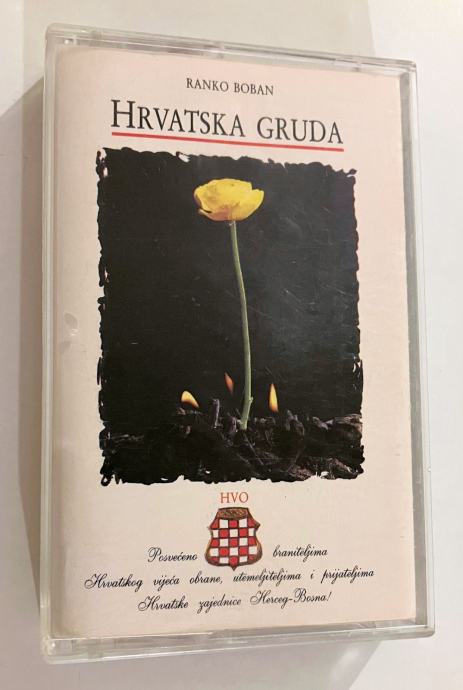 RANKO BOBAN
HRVATSKA GRUDA
HVO
Posvećeno braniteljima
Hrvatskog vijeća obrane, utemeljiteljima i prijateljima
Hrvatske zajednice Herceg-Bosna!